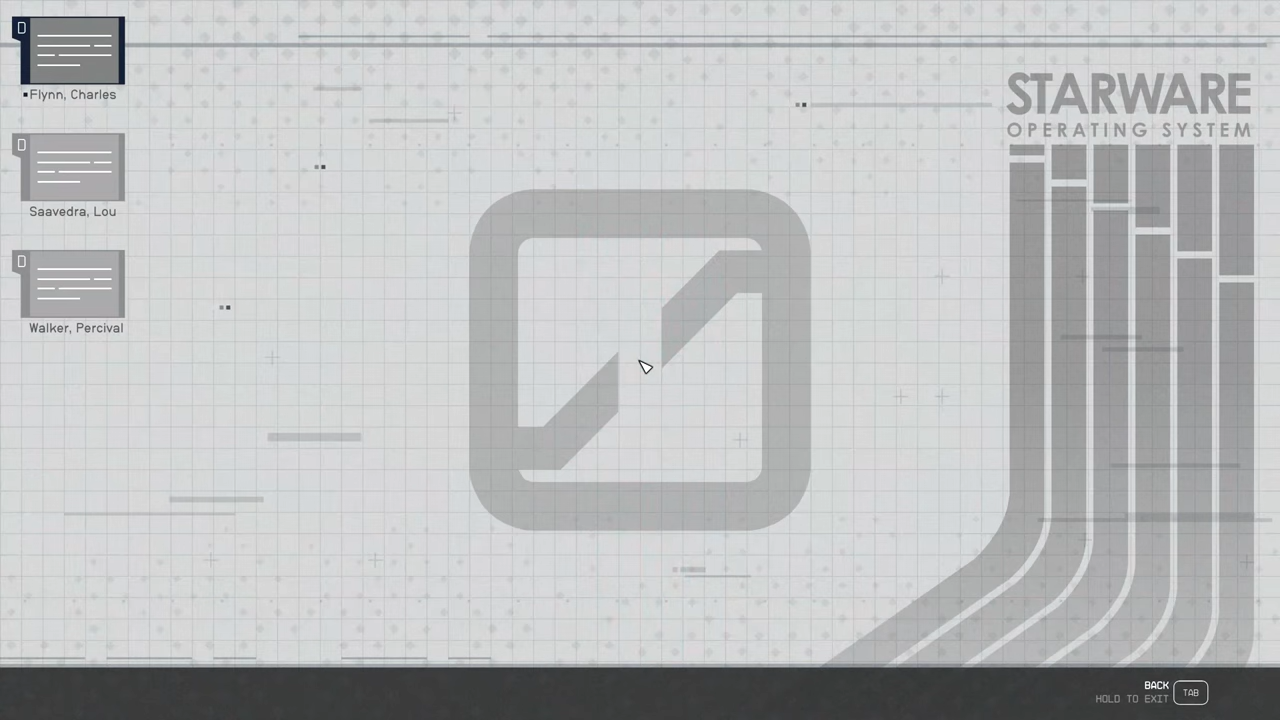 D
Flynn, Charles
D
Saavedra, Lou
D
Walker, Percival
STARWARE
OPERATING SYSTEM
BACK
HOLD TO EXIT
TAB